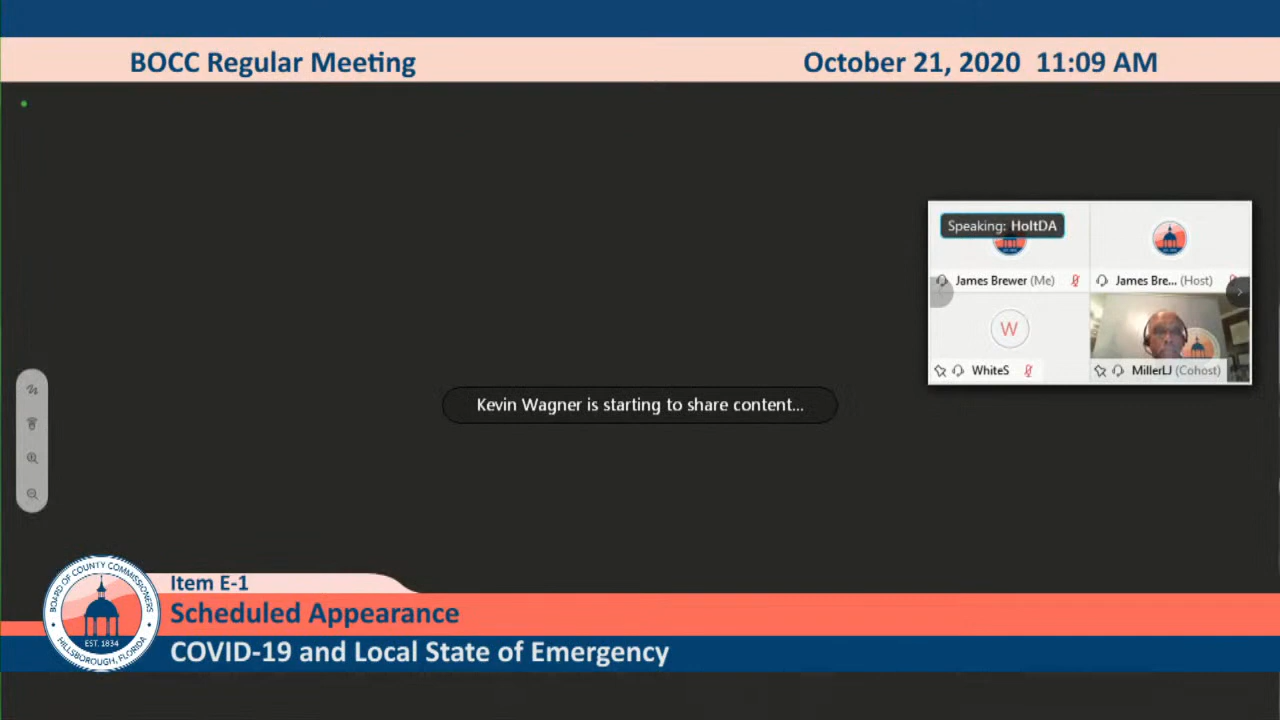 BOCC Regular Meeting
October 21, 2020 11:09 AM
Speaking: HoltDA
James Brewer (Me)
James Bre... (Host)
W
WhiteS
MillerLJ (Cohost)
Kevin Wagner is starting to share content...
Item E-1
Scheduled Appearance
COVID-19 and Local State of Emergency
BOARD OF COUNTY COMMISSIONERS
EST. 1834
HILLSBOROUGH, FLORIDA